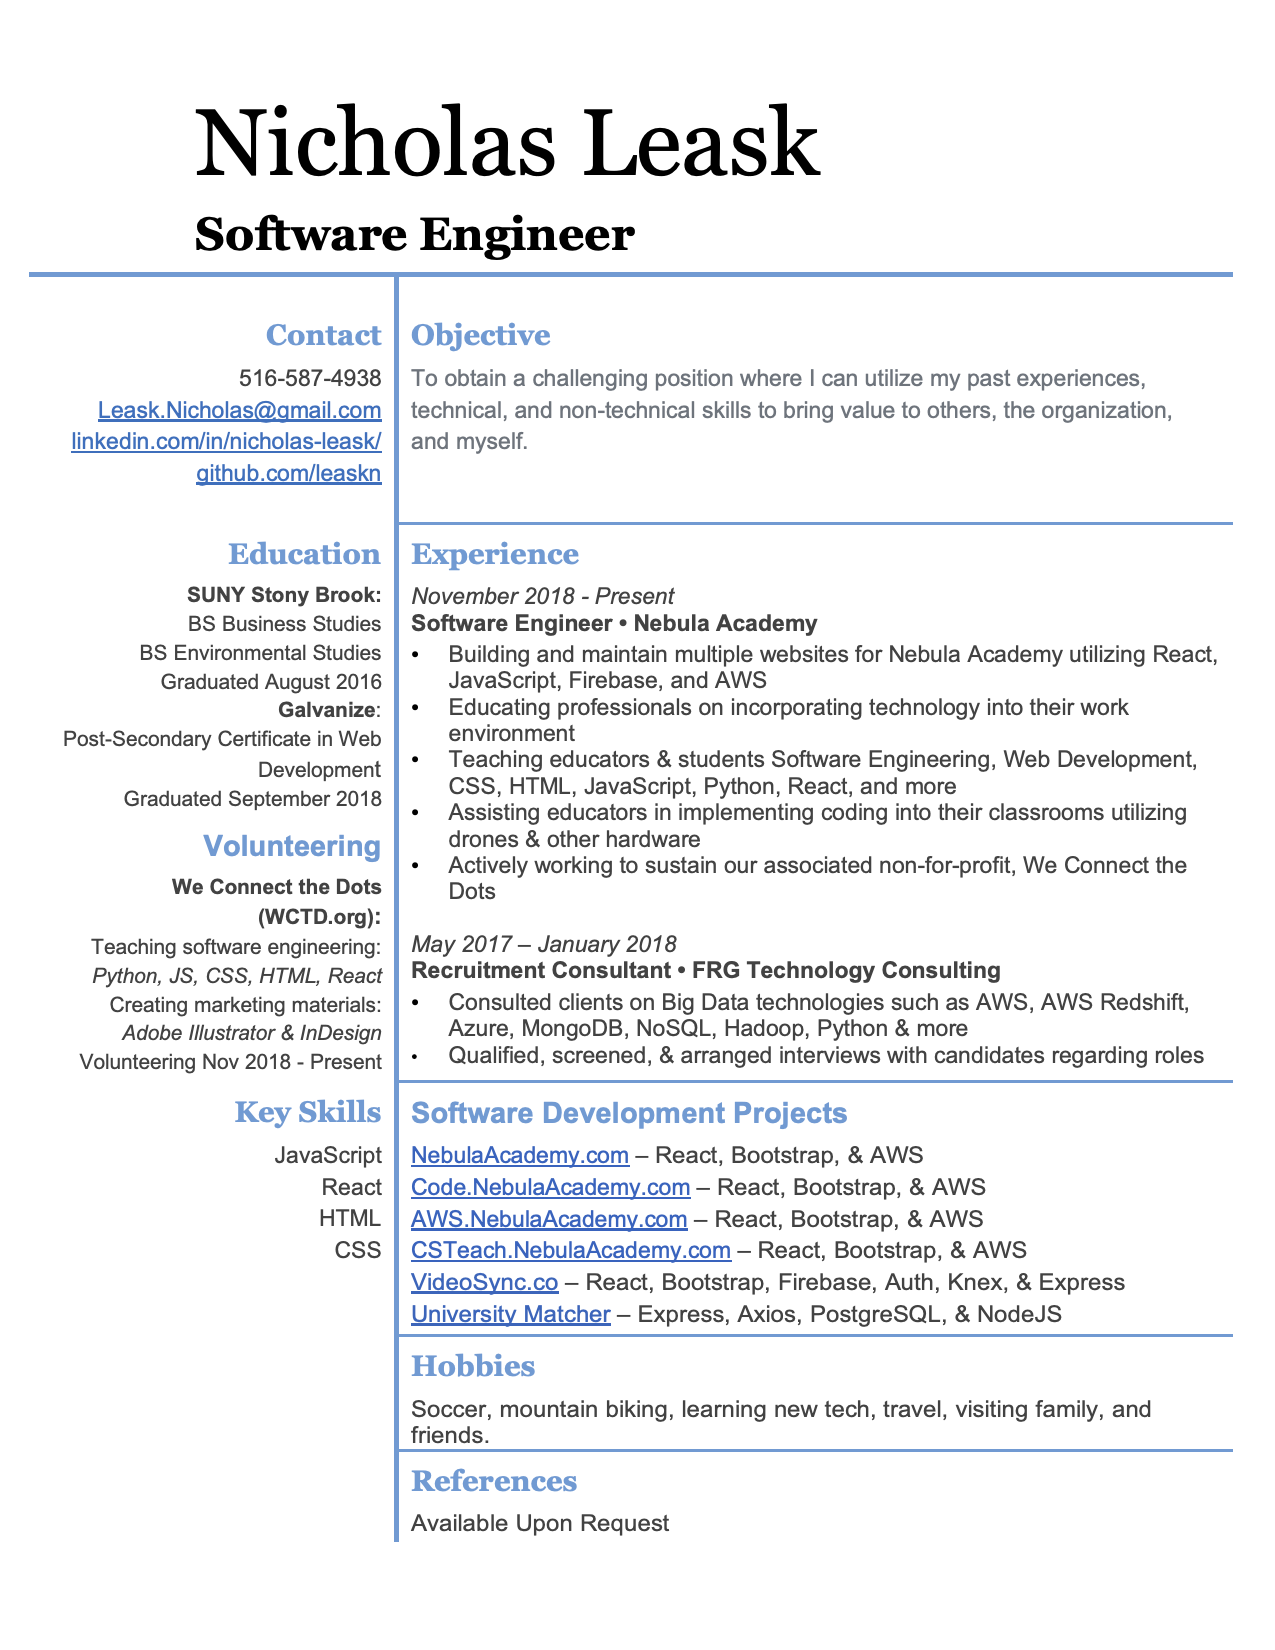 Nicholas Leask
Software Engineer
Contact
516-587-4938
Leask.Nicholas@gmail.com
linkedin.com/in/nicholas-leask/
github.com/leaskn
Objective
To obtain a challenging position where I can utilize my past experiences,
technical, and non-technical skills to bring value to others, the organization,
and myself.
Education
SUNY Stony Brook:
BS Business Studies
BS Environmental Studies
Graduated August 2016
Galvanize:
Post-Secondary Certificate in Web
Development
Graduated September 2018
Volunteering
We Connect the Dots
(WCTD.org):
Teaching software engineering:
Python, JS, CSS, HTML, React
Creating marketing materials:
Adobe Illustrator & InDesign
Volunteering Nov 2018 - Present
Experience
November 2018 - Present
Software Engineer • Nebula Academy
• Building and maintain multiple websites for Nebula Academy utilizing React,
JavaScript, Firebase, and AWS
• Educating professionals on incorporating technology into their work
environment
• Teaching educators & students Software Engineering, Web Development,
CSS, HTML, JavaScript, Python, React, and more
• Assisting educators in implementing coding into their classrooms utilizing
drones & other hardware
• Actively working to sustain our associated non-for-profit, We Connect the
Dots
May 2017 – January 2018
Recruitment Consultant • FRG Technology Consulting
• Consulted clients on Big Data technologies such as AWS, AWS Redshift,
Azure, MongoDB, NoSQL, Hadoop, Python & more
• Qualified, screened, & arranged interviews with candidates regarding roles
Key Skills
JavaScript
React
HTML
CSS
Software Development Projects
NebulaAcademy.com – React, Bootstrap, & AWS
Code.NebulaAcademy.com – React, Bootstrap, & AWS
AWS.NebulaAcademy.com – React, Bootstrap, & AWS
CSTeach.NebulaAcademy.com – React, Bootstrap, & AWS
VideoSync.co – React, Bootstrap, Firebase, Auth, Knex, & Express
University Matcher – Express, Axios, PostgreSQL, & NodeJS
Hobbies
Soccer, mountain biking, learning new tech, travel, visiting family, and
friends.
References
Available Upon Request